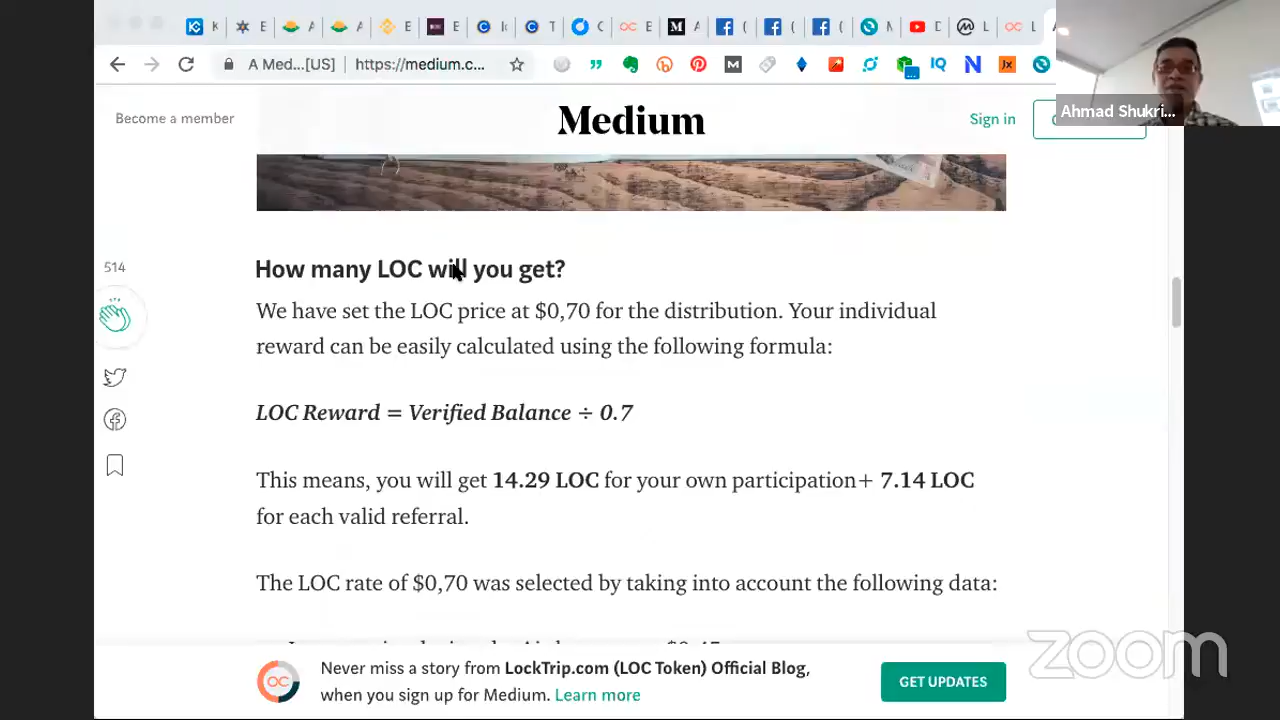 A Med...[US]
https://medium.c...
Ahmad Shukri...
Become a member
Medium
Sign in
514
How many LOC will you get?
We have set the LOC price at $0,70 for the distribution. Your individual
reward can be easily calculated using the following formula:
LOC Reward = Verified Balance ÷ 0.7
This means, you will get 14.29 LOC for your own participation+ 7.14 LOC
for each valid referral.
The LOC rate of $0,70 was selected by taking into account the following data:
Never miss a story from LockTrip.com (LOC Token) Official Blog,
when you sign up for Medium. Learn more
GET UPDATES
zoom